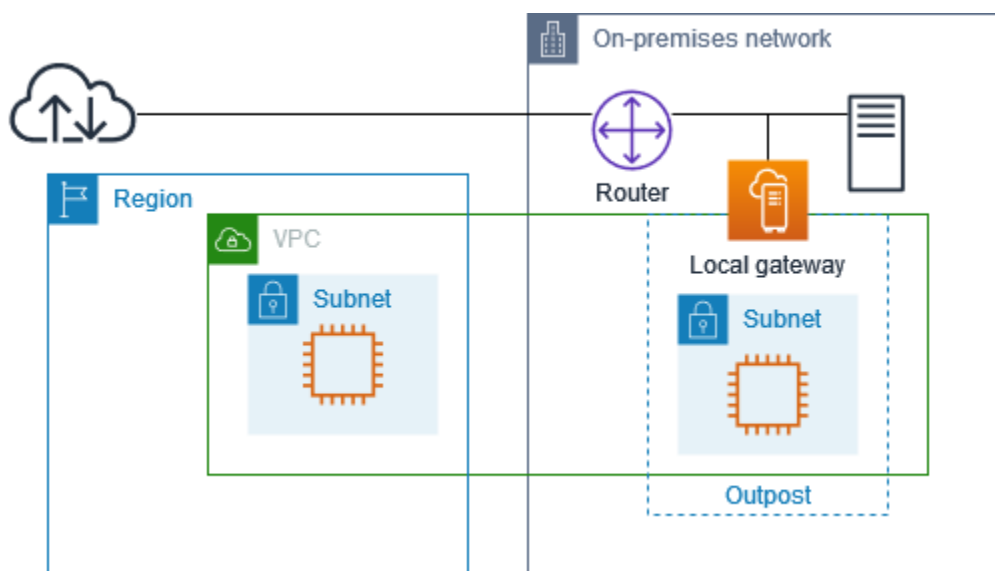 On-premises network
Router
Region
VPC
Local gateway
Subnet
Subnet
Outpost